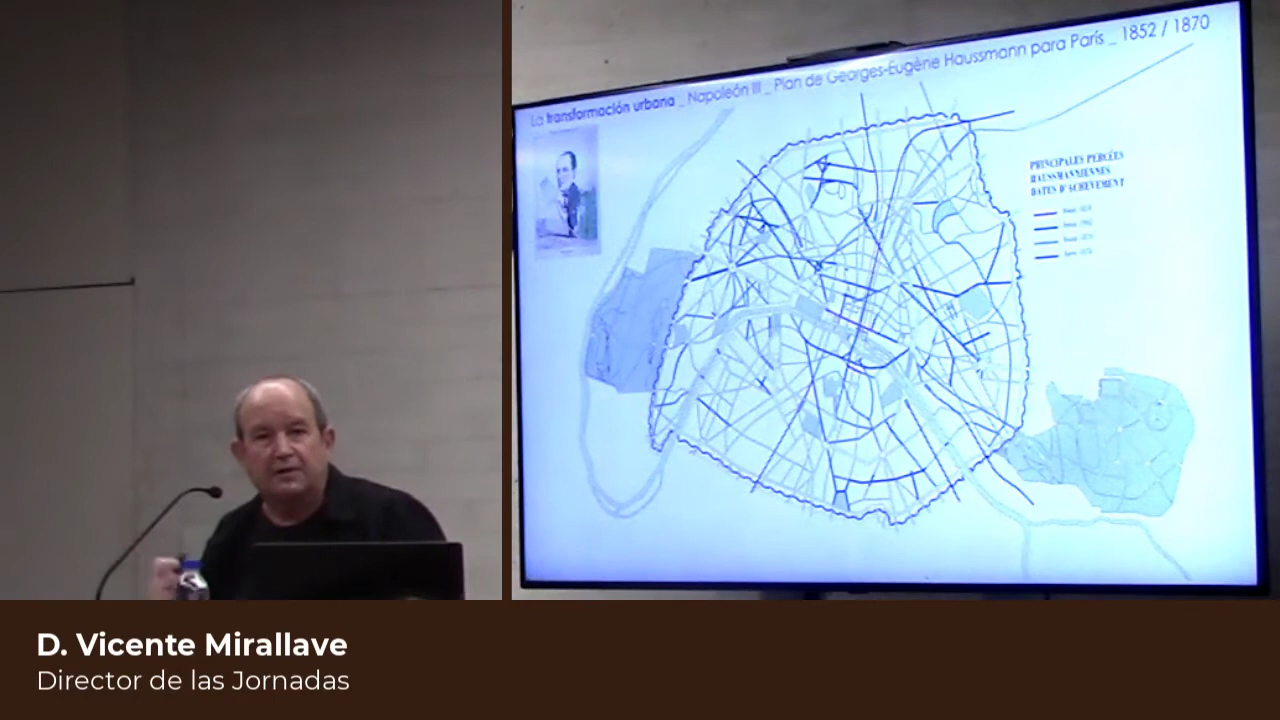 La transformación urbana _ Napoleón III _ Plan de Georges-Eugène Haussmann para París _ 1852 / 1870
PRINCIPALES PERCÉES
HAUSSMANNIENNES
DATES D'ACHEVEMENT
D. Vicente Mirallave
Director de las Jornadas